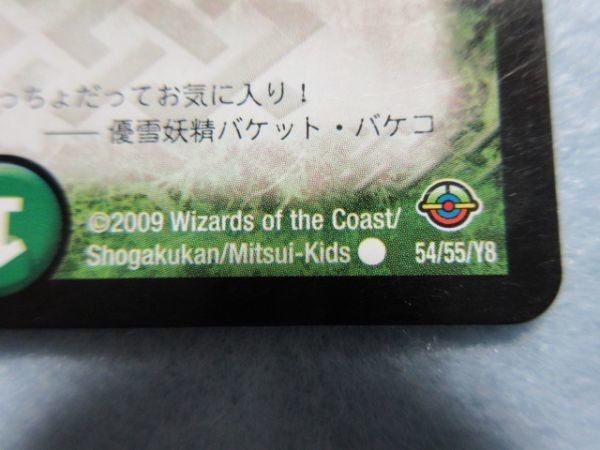 っちょだってお気に入り！
── 優雪妖精バケット・バケコ
©2009 Wizards of the Coast/
Shogakukan/Mitsui-Kids 54/55/Y8